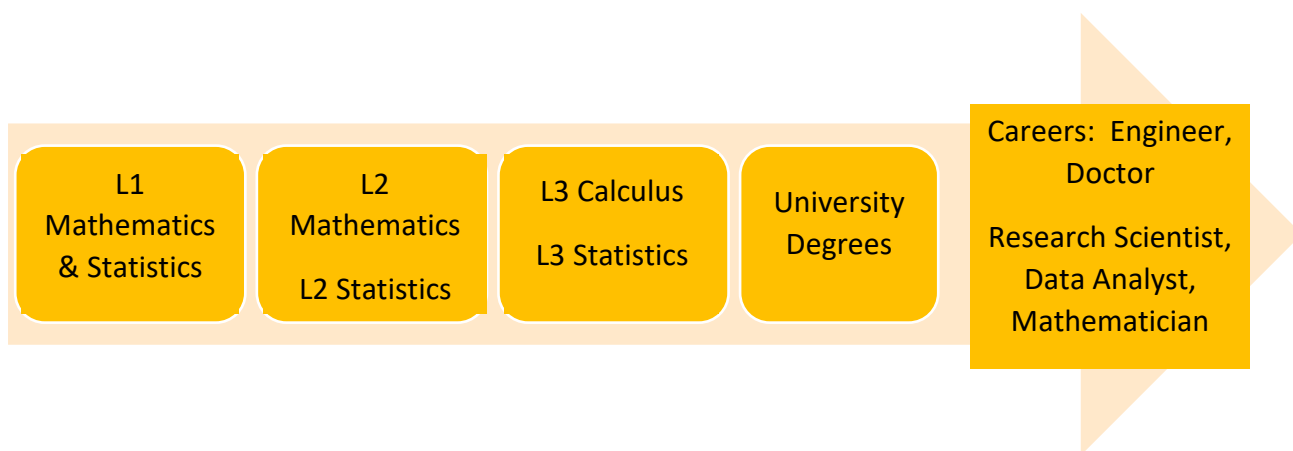 L1
Mathematics
& Statistics
L2
Mathematics
L2 Statistics
L3 Calculus
L3 Statistics
University
Degrees
Careers: Engineer,
Doctor
Research Scientist,
Data Analyst,
Mathematician